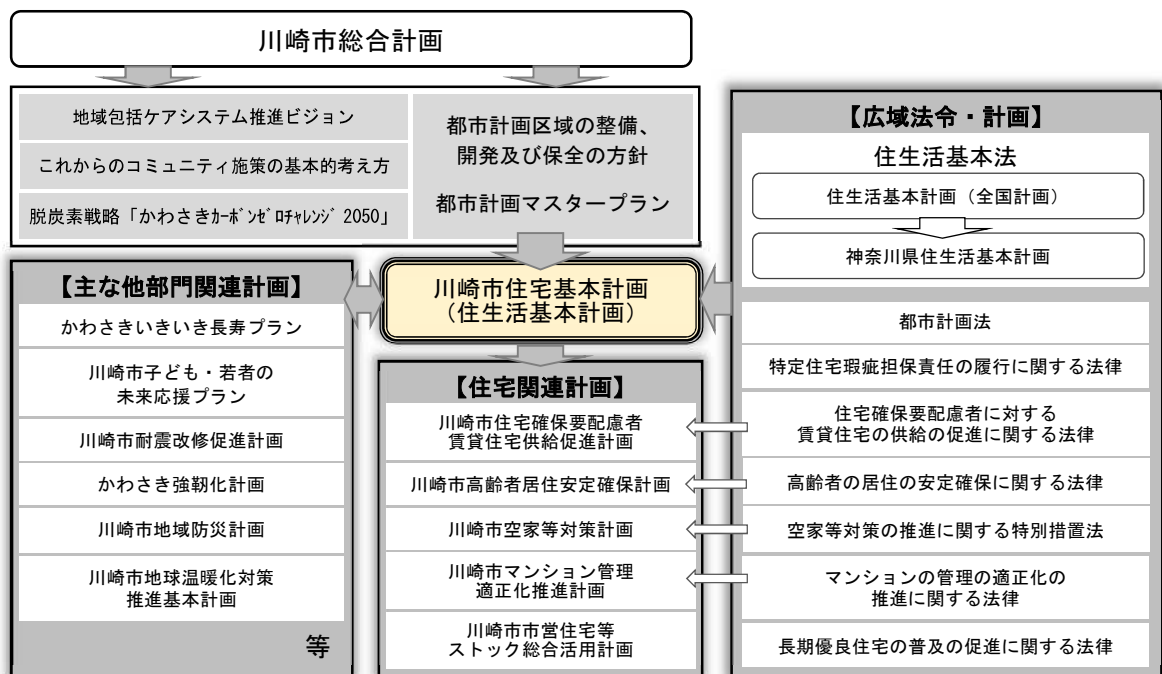 川崎市総合計画
地域包括ケアシステム推進ビジョン
これからのコミュニティ施策の基本的考え方
脱炭素戦略「かわさきカーボンゼロチャレンジ 2050」
都市計画区域の整備、
開発及び保全の方針
都市計画マスタープラン
【広域法令・計画】
住生活基本法
住生活基本計画（全国計画）
神奈川県住生活基本計画
都市計画法
特定住宅瑕疵担保責任の履行に関する法律
住宅確保要配慮者に対する
賃貸住宅の供給の促進に関する法律
高齢者の居住の安定確保に関する法律
空家等対策の推進に関する特別措置法
マンションの管理の適正化の
推進に関する法律
長期優良住宅の普及の促進に関する法律
川崎市住宅基本計画
（住生活基本計画）
【主な他部門関連計画】
かわさきいきいき長寿プラン
川崎市子ども・若者の
未来応援プラン
川崎市耐震改修促進計画
かわさき強靱化計画
川崎市地域防災計画
川崎市地球温暖化対策
推進基本計画
等
【住宅関連計画】
川崎市住宅確保要配慮者
賃貸住宅供給促進計画
川崎市高齢者居住安定確保計画
川崎市空家等対策計画
川崎市マンション管理
適正化推進計画
川崎市市営住宅等
ストック総合活用計画